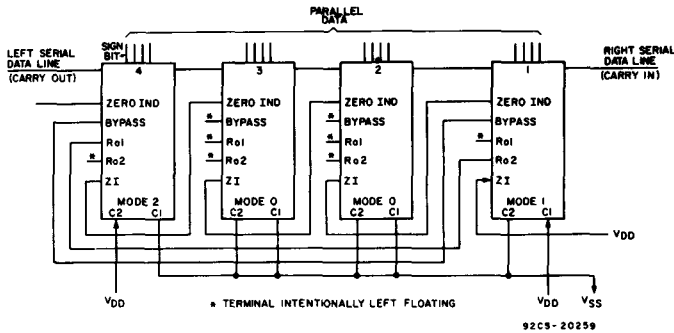 PARALLEL
DATA
LEFT SERIAL
DATA LINE
(CARRY OUT)
SIGN
BIT
4
3
2
1
RIGHT SERIAL
DATA LINE
(CARRY IN)
ZERO IND
BYPASS
Ro1
* Ro2
ZI
MODE 2
C2 C1
ZERO IND
* BYPASS
* Ro1
* Ro2
ZI
MODE 0
C2 C1
ZERO IND
* BYPASS
* Ro1
* Ro2
ZI
MODE 0
C2 C1
ZERO IND
BYPASS
* Ro1
Ro2
ZI
MODE 1
C2 C1
VDD
VDD
* TERMINAL INTENTIONALLY LEFT FLOATING
VDD
VSS
92CS-20259